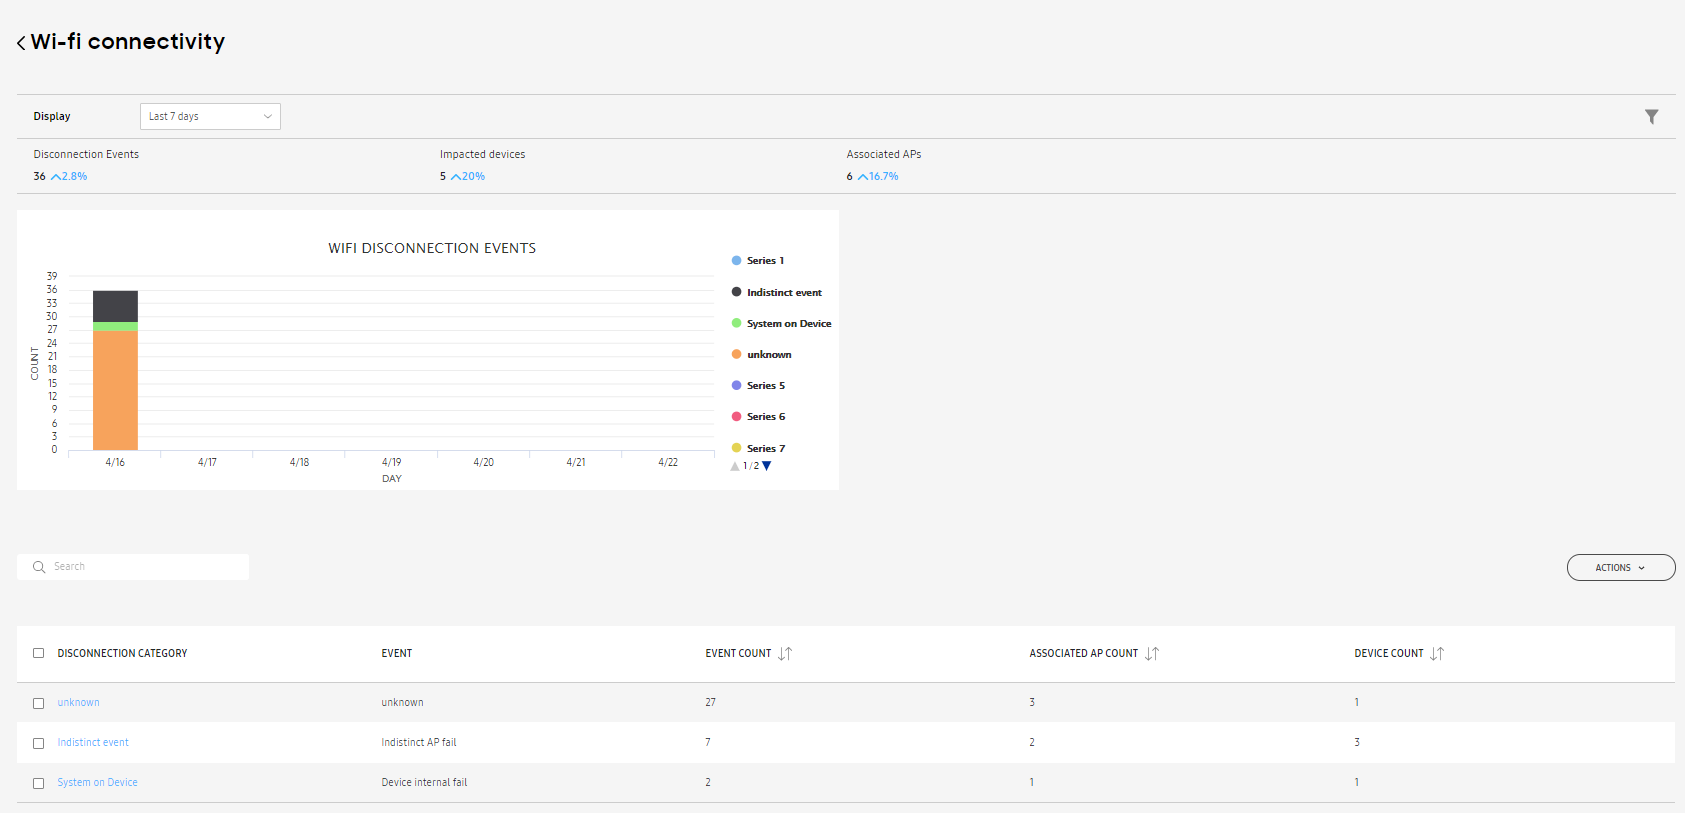 Wi-fi connectivity
Display
Last 7 days
Disconnection Events
Impacted devices
Associated APs
36 2.8%
5 20%
6 16.7%
WIFI DISCONNECTION EVENTS
39
36
33
30
27
24
21
18
15
12
9
6
3
0
COUNT
4/16 4/17 4/18 4/19 4/20 4/21 4/22
DAY
Series 1
Indistinct event
System on Device
unknown
Series 5
Series 6
Series 7
1/2
Search
ACTIONS
DISCONNECTION CATEGORY EVENT EVENT COUNT ASSOCIATED AP COUNT DEVICE COUNT
unknown unknown 27 3 1
Indistinct event Indistinct AP fail 7 2 3
System on Device Device internal fail 2 1 1